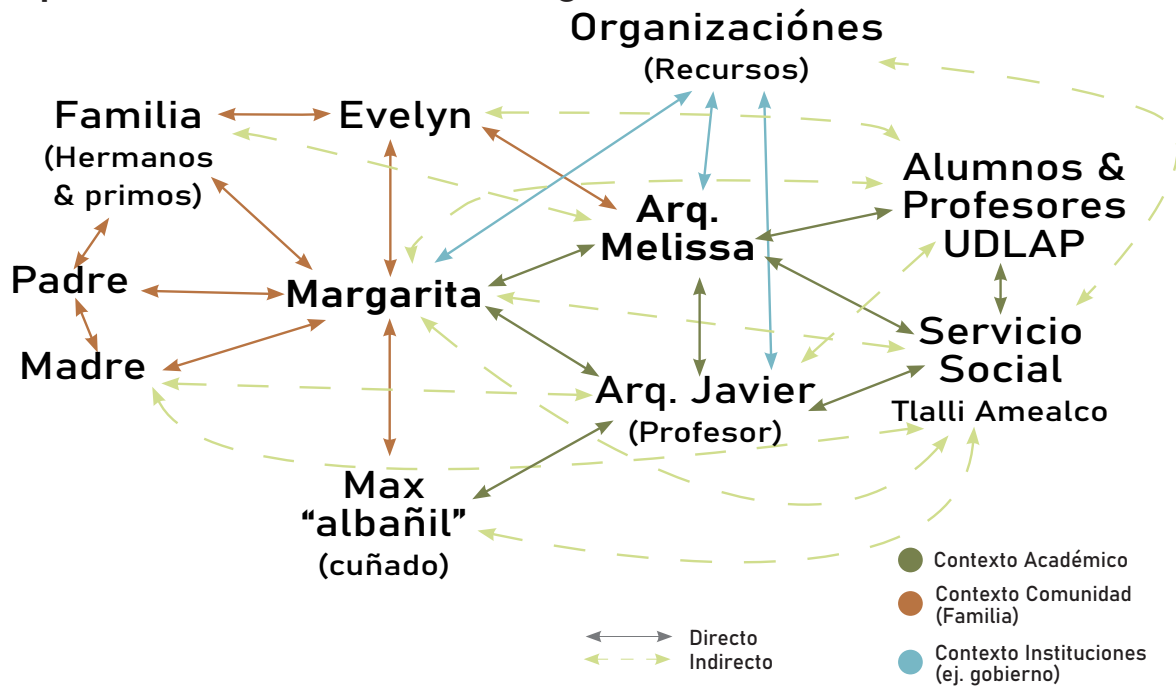 Organizaciónes
(Recursos)
Familia
(Hermanos
& primos)
Evelyn
Alumnos &
Profesores
UDLAP
Arq.
Melissa
Padre
Margarita
Madre
Servicio
Social
Tlalli Amealco
Arq. Javier
(Profesor)
Max
“albañil”
(cuñado)
Contexto Académico
Contexto Comunidad
(Familia)
Contexto Instituciones
(ej. gobierno)
Directo
Indirecto